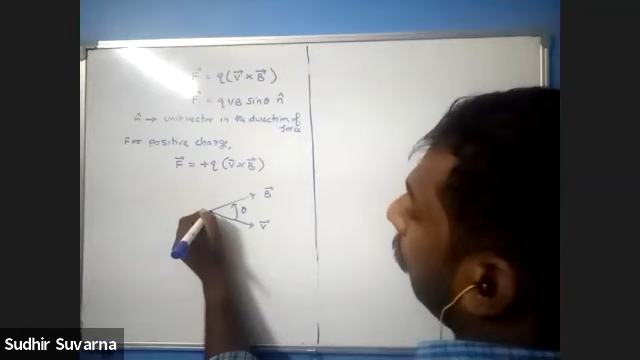 F⃗ = q(V⃗ × B⃗)
F⃗ = qVB sinθ n̂
n̂ → unit vector in the direction of force
For positive charge,
F⃗ = +q (V⃗ × B⃗)
B⃗
θ
V⃗
Sudhir Suvarna